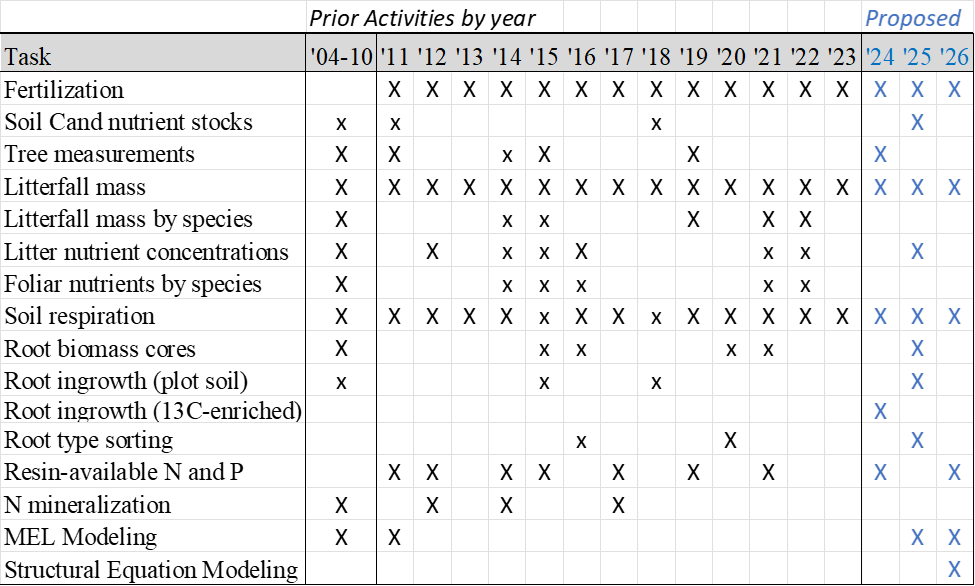 Prior Activities by year Proposed
Task '04-10 '11 '12 '13 '14 '15 '16 '17 '18 '19 '20 '21 '22 '23 '24 '25 '26
Fertilization X X X X X X X X X X X X X X X X
Soil Cand nutrient stocks x x x X
Tree measurements X X x X X X
Litterfall mass X X X X X X X X X X X X X X X X X
Litterfall mass by species X x x X X X
Litter nutrient concentrations X X x x X x x X
Foliar nutrients by species X x x x x x
Soil respiration X X X X X x X X x X X X X X X X X
Root biomass cores X x x x x X
Root ingrowth (plot soil) x x x X
Root ingrowth (13C-enriched) X
Root type sorting x X X
Resin-available N and P X X X X X X X X X
N mineralization X X X X
MEL Modeling X X X X
Structural Equation Modeling X